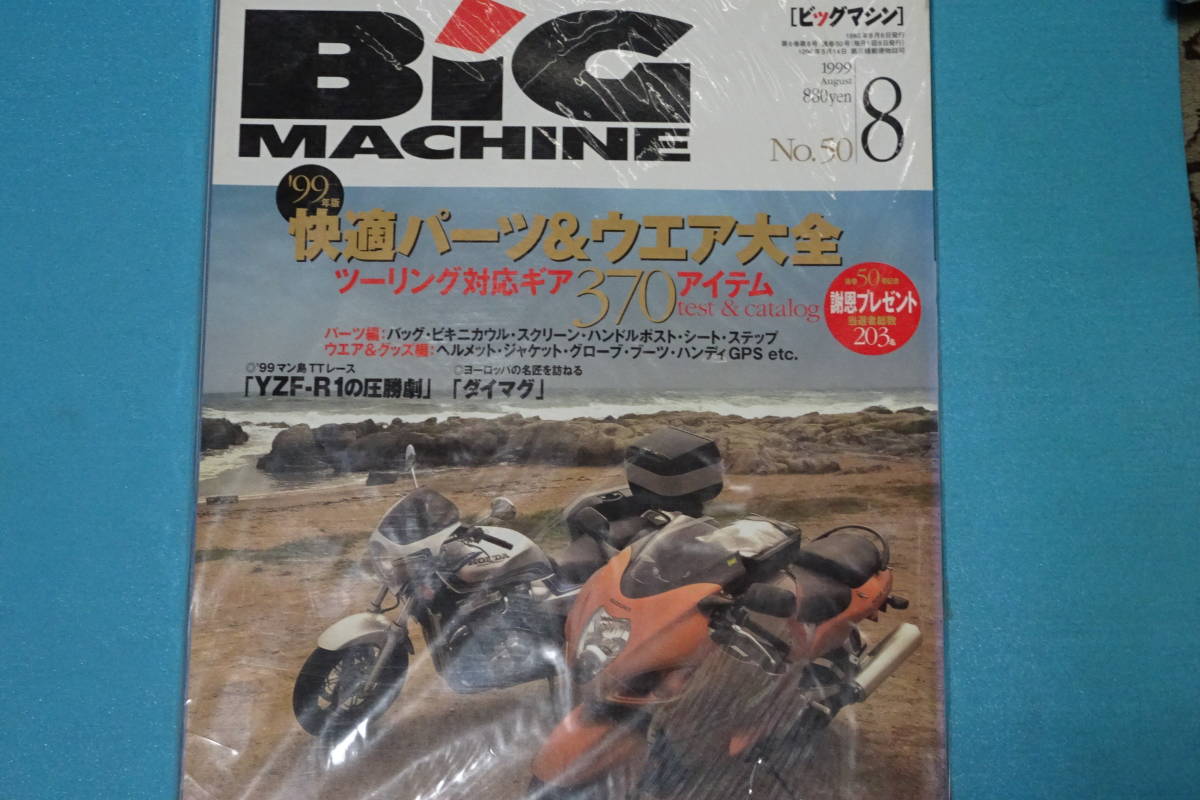 BiG
MACHINE
[ビッグマシン]
1999
August
880yen
8
No.50
'99年版
快適パーツ&ウエア大全
ツーリング対応ギア370アイテム
test & catalog
50
謝恩プレゼント
当選者総数
203名
パーツ編:バッグ・ビキニカウル・スクリーン・ハンドルポスト・シート・ステップ
ウエア&グッズ編:ヘルメット・ジャケット・グローブ・ブーツ・ハンディGPS etc.
◎'99マン島TTレース
「YZF-R1の圧勝劇」
◎ヨーロッパの名匠を訪ねる
「ダイマグ」
HONDA